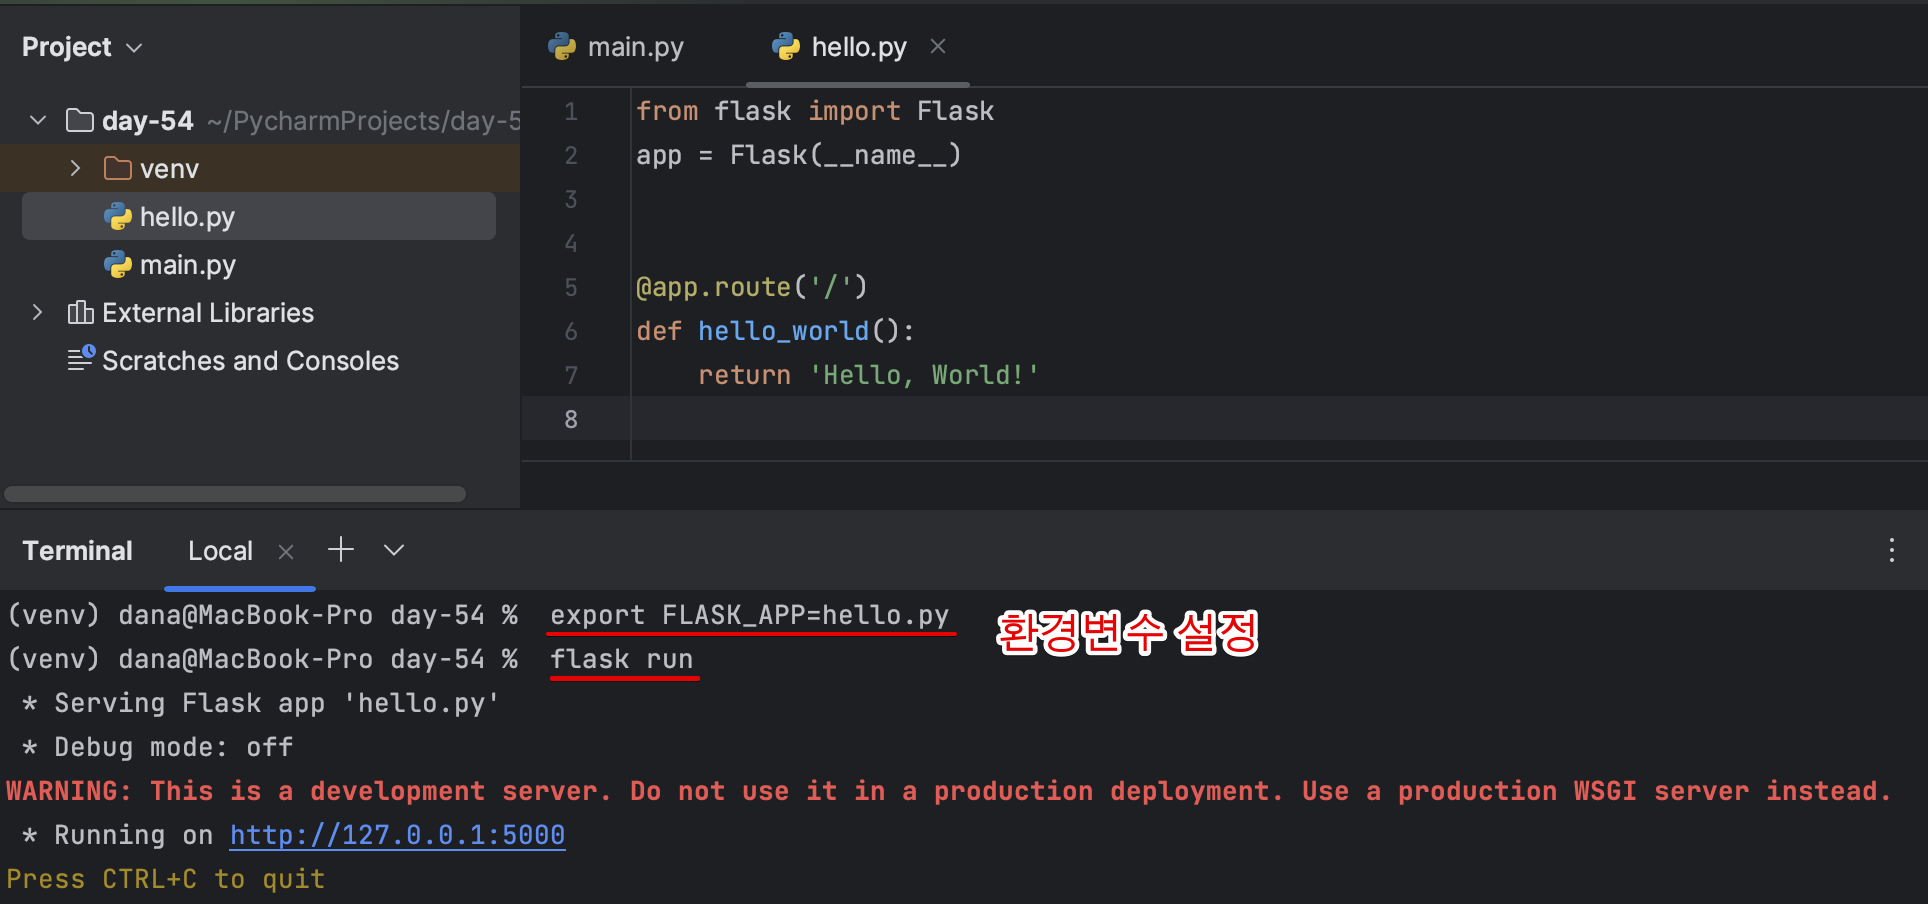 Project
day-54 ~/PycharmProjects/day-5
venv
hello.py
main.py
External Libraries
Scratches and Consoles
main.py hello.py
1 from flask import Flask
2 app = Flask(__name__)
3
4
5 @app.route('/')
6 def hello_world():
7     return 'Hello, World!'
8
Terminal Local
(venv) dana@MacBook-Pro day-54 % export FLASK_APP=hello.py
환경변수 설정
(venv) dana@MacBook-Pro day-54 % flask run
 * Serving Flask app 'hello.py'
 * Debug mode: off
WARNING: This is a development server. Do not use it in a production deployment. Use a production WSGI server instead.
 * Running on http://127.0.0.1:5000
Press CTRL+C to quit